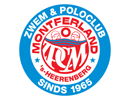 ZWEM & POLOCLUB
MONTFERLAND
's-HEERENBERG
SINDS 1965